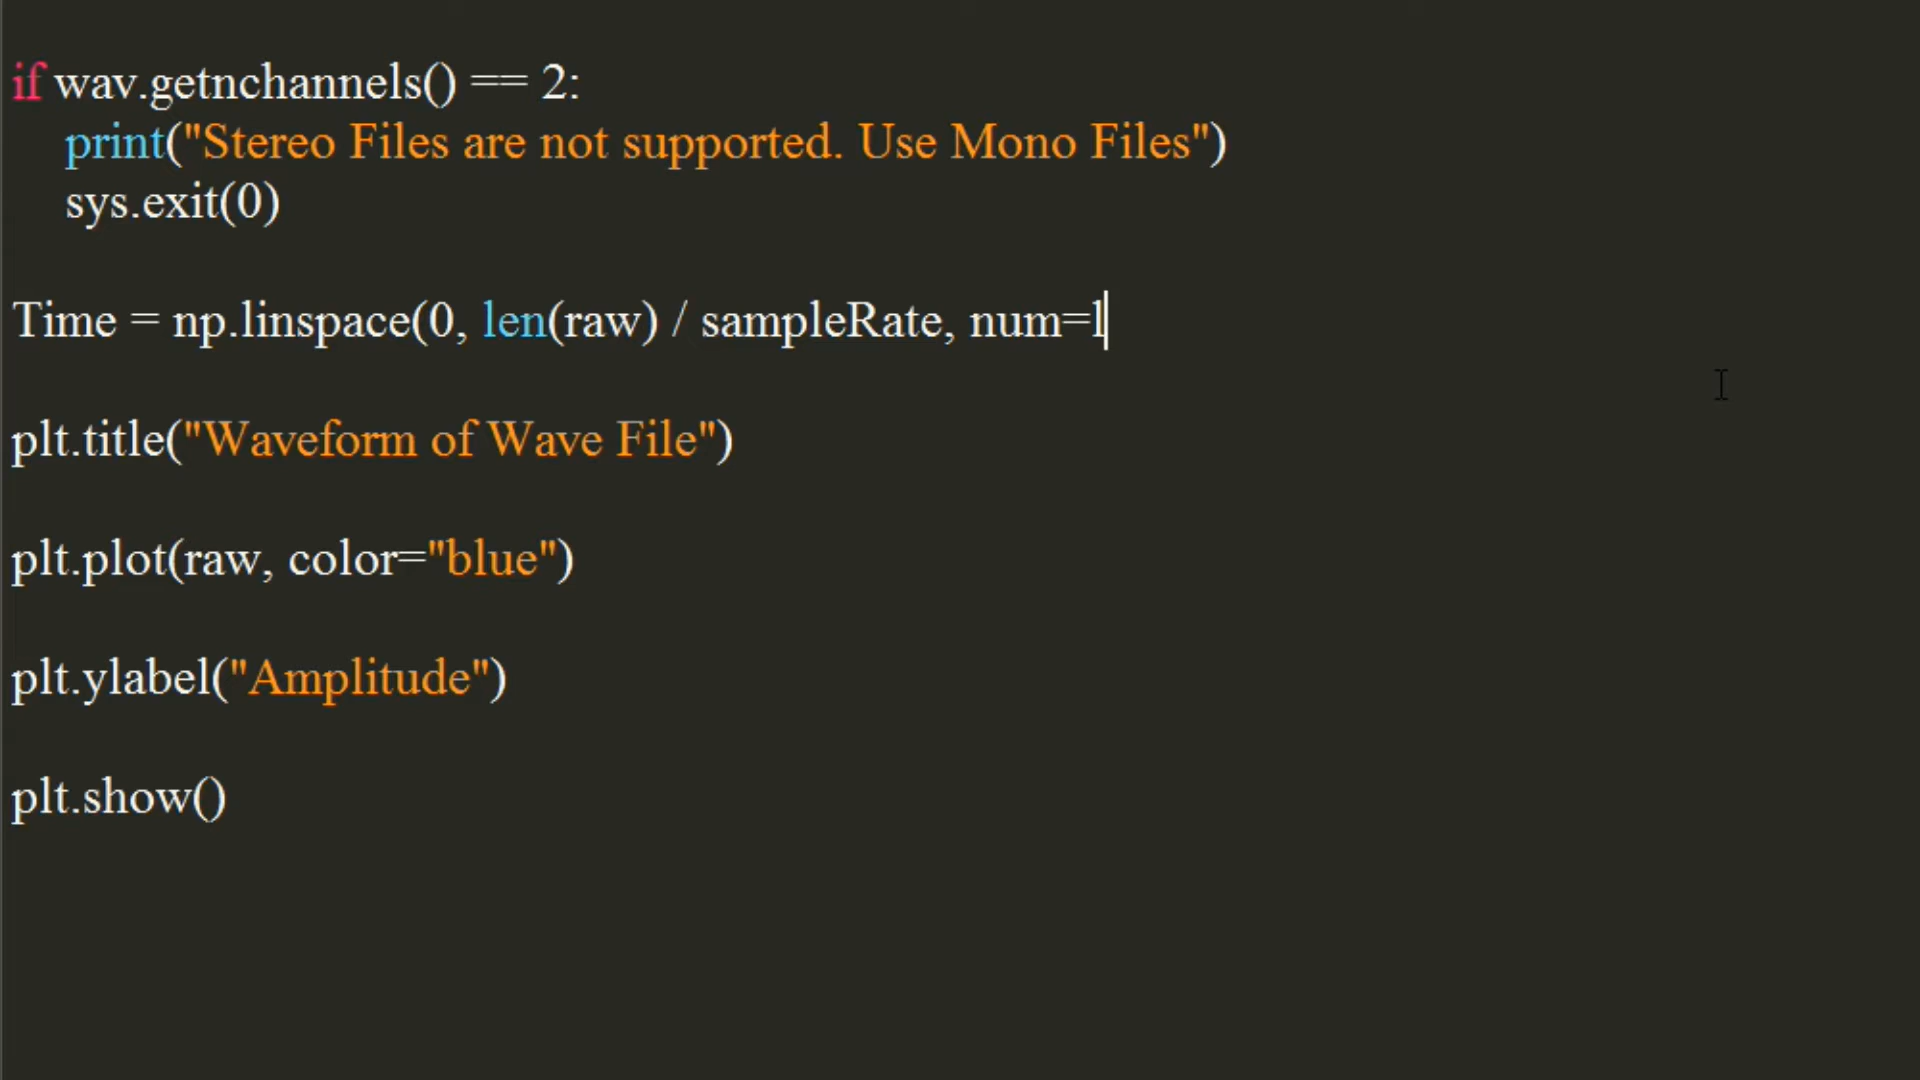 if wav.getnchannels() == 2:
print("Stereo Files are not supported. Use Mono Files")
sys.exit(0)
Time = np.linspace(0, len(raw) / sampleRate, num=l
plt.title("Waveform of Wave File")
plt.plot(raw, color="blue")
plt.ylabel("Amplitude")
plt.show()